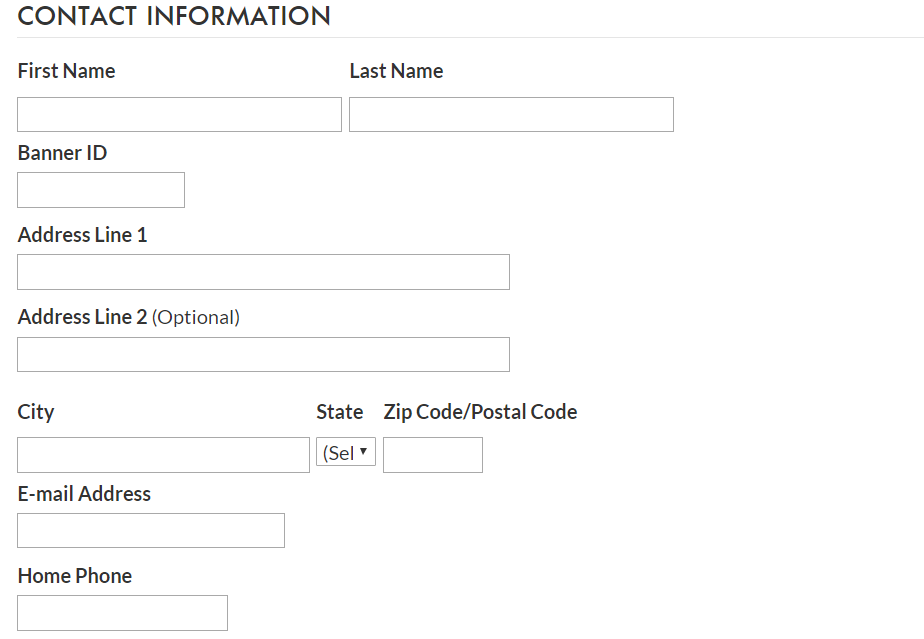 CONTACT INFORMATION
First Name Last Name
Banner ID
Address Line 1
Address Line 2 (Optional)
City State Zip Code/Postal Code
(Sel
E-mail Address
Home Phone